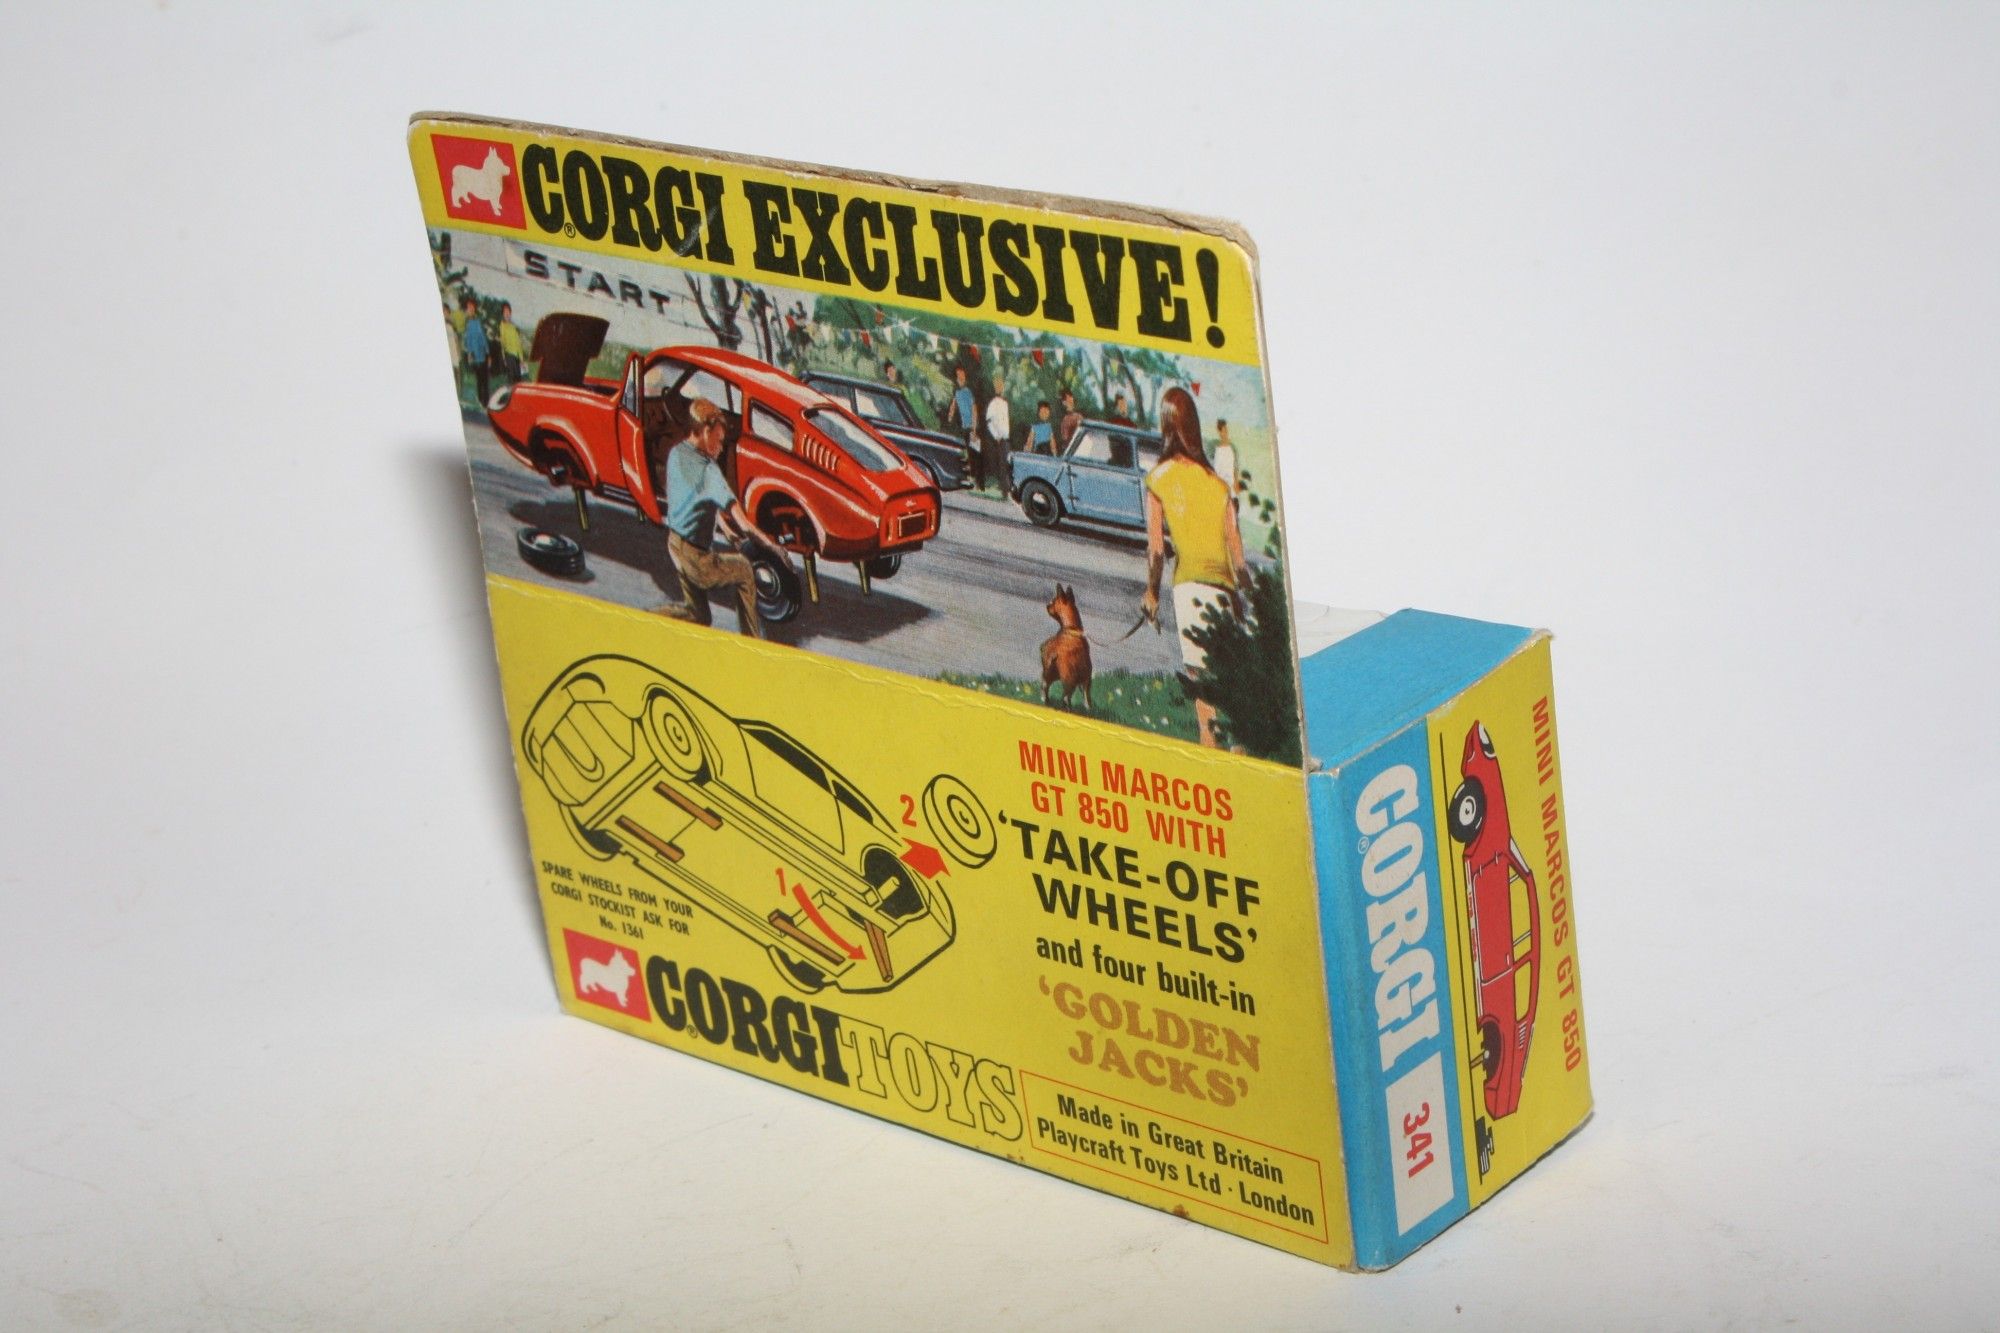 CORGI EXCLUSIVE!
®
START
MINI MARCOS
GT 850 WITH
'TAKE-OFF
WHEELS'
and four built-in
'GOLDEN
JACKS'
2
1
SPARE WHEELS FROM YOUR
CORGI STOCKIST ASK FOR
No. 1361
CORGI TOYS
®
Made in Great Britain
Playcraft Toys Ltd · London
CORGI 341
®
MINI MARCOS GT 850